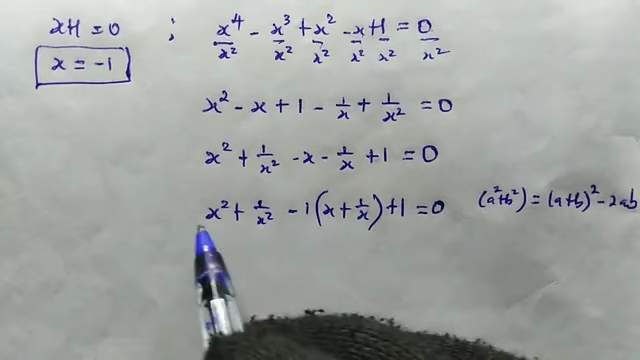 x+1=0 ; x⁴/x² - x³/x² + x²/x² - x/x² + 1/x² = 0/x²
x = -1
x² - x + 1 - 1/x + 1/x² = 0
x² + 1/x² - x - 1/x + 1 = 0
x² + 1/x² - 1(x + 1/x) + 1 = 0 (a²+b²) = (a+b)² - 2ab